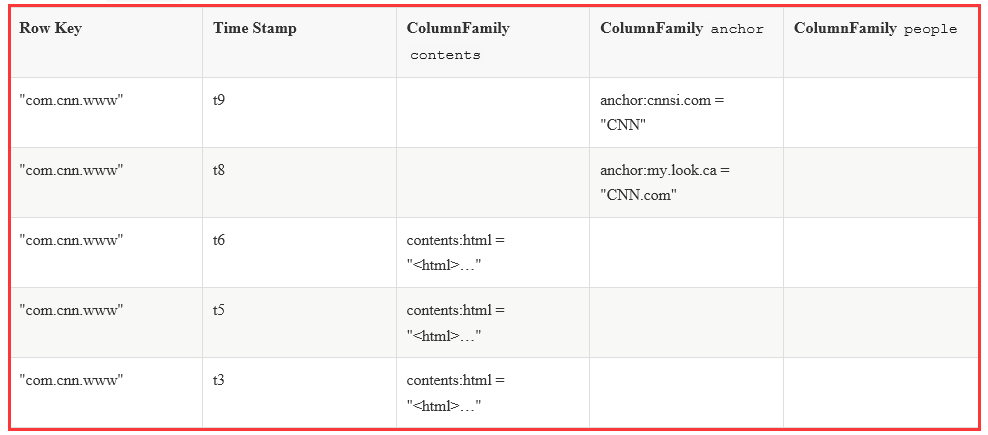 Row Key Time Stamp ColumnFamily ColumnFamily anchor ColumnFamily people
contents
"com.cnn.www" t9 anchor:cnnsi.com =
"CNN"
"com.cnn.www" t8 anchor:my.look.ca =
"CNN.com"
"com.cnn.www" t6 contents:html =
"<html>…"
"com.cnn.www" t5 contents:html =
"<html>…"
"com.cnn.www" t3 contents:html =
"<html>…"